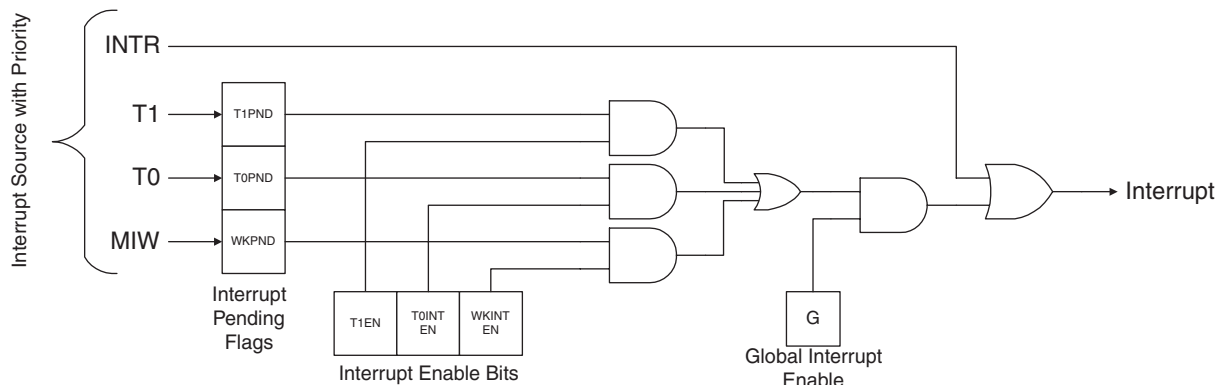 Interrupt Source with Priority
INTR
T1
T1PND
T0
T0PND
MIW
WKPND
Interrupt
Pending
Flags
T1EN
T0INT
EN
WKINT
EN
Interrupt Enable Bits
G
Global Interrupt
Enable
Interrupt